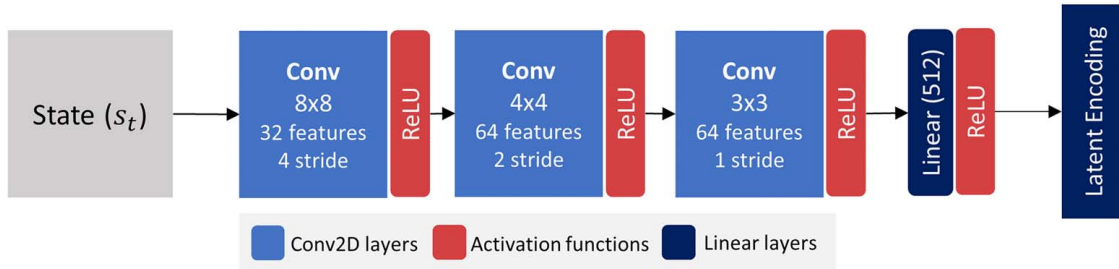 State (sₜ)
Conv
8x8
32 features
4 stride
ReLU
Conv
4x4
64 features
2 stride
ReLU
Conv
3x3
64 features
1 stride
ReLU
Linear (512)
ReLU
Latent Encoding
Conv2D layers
Activation functions
Linear layers